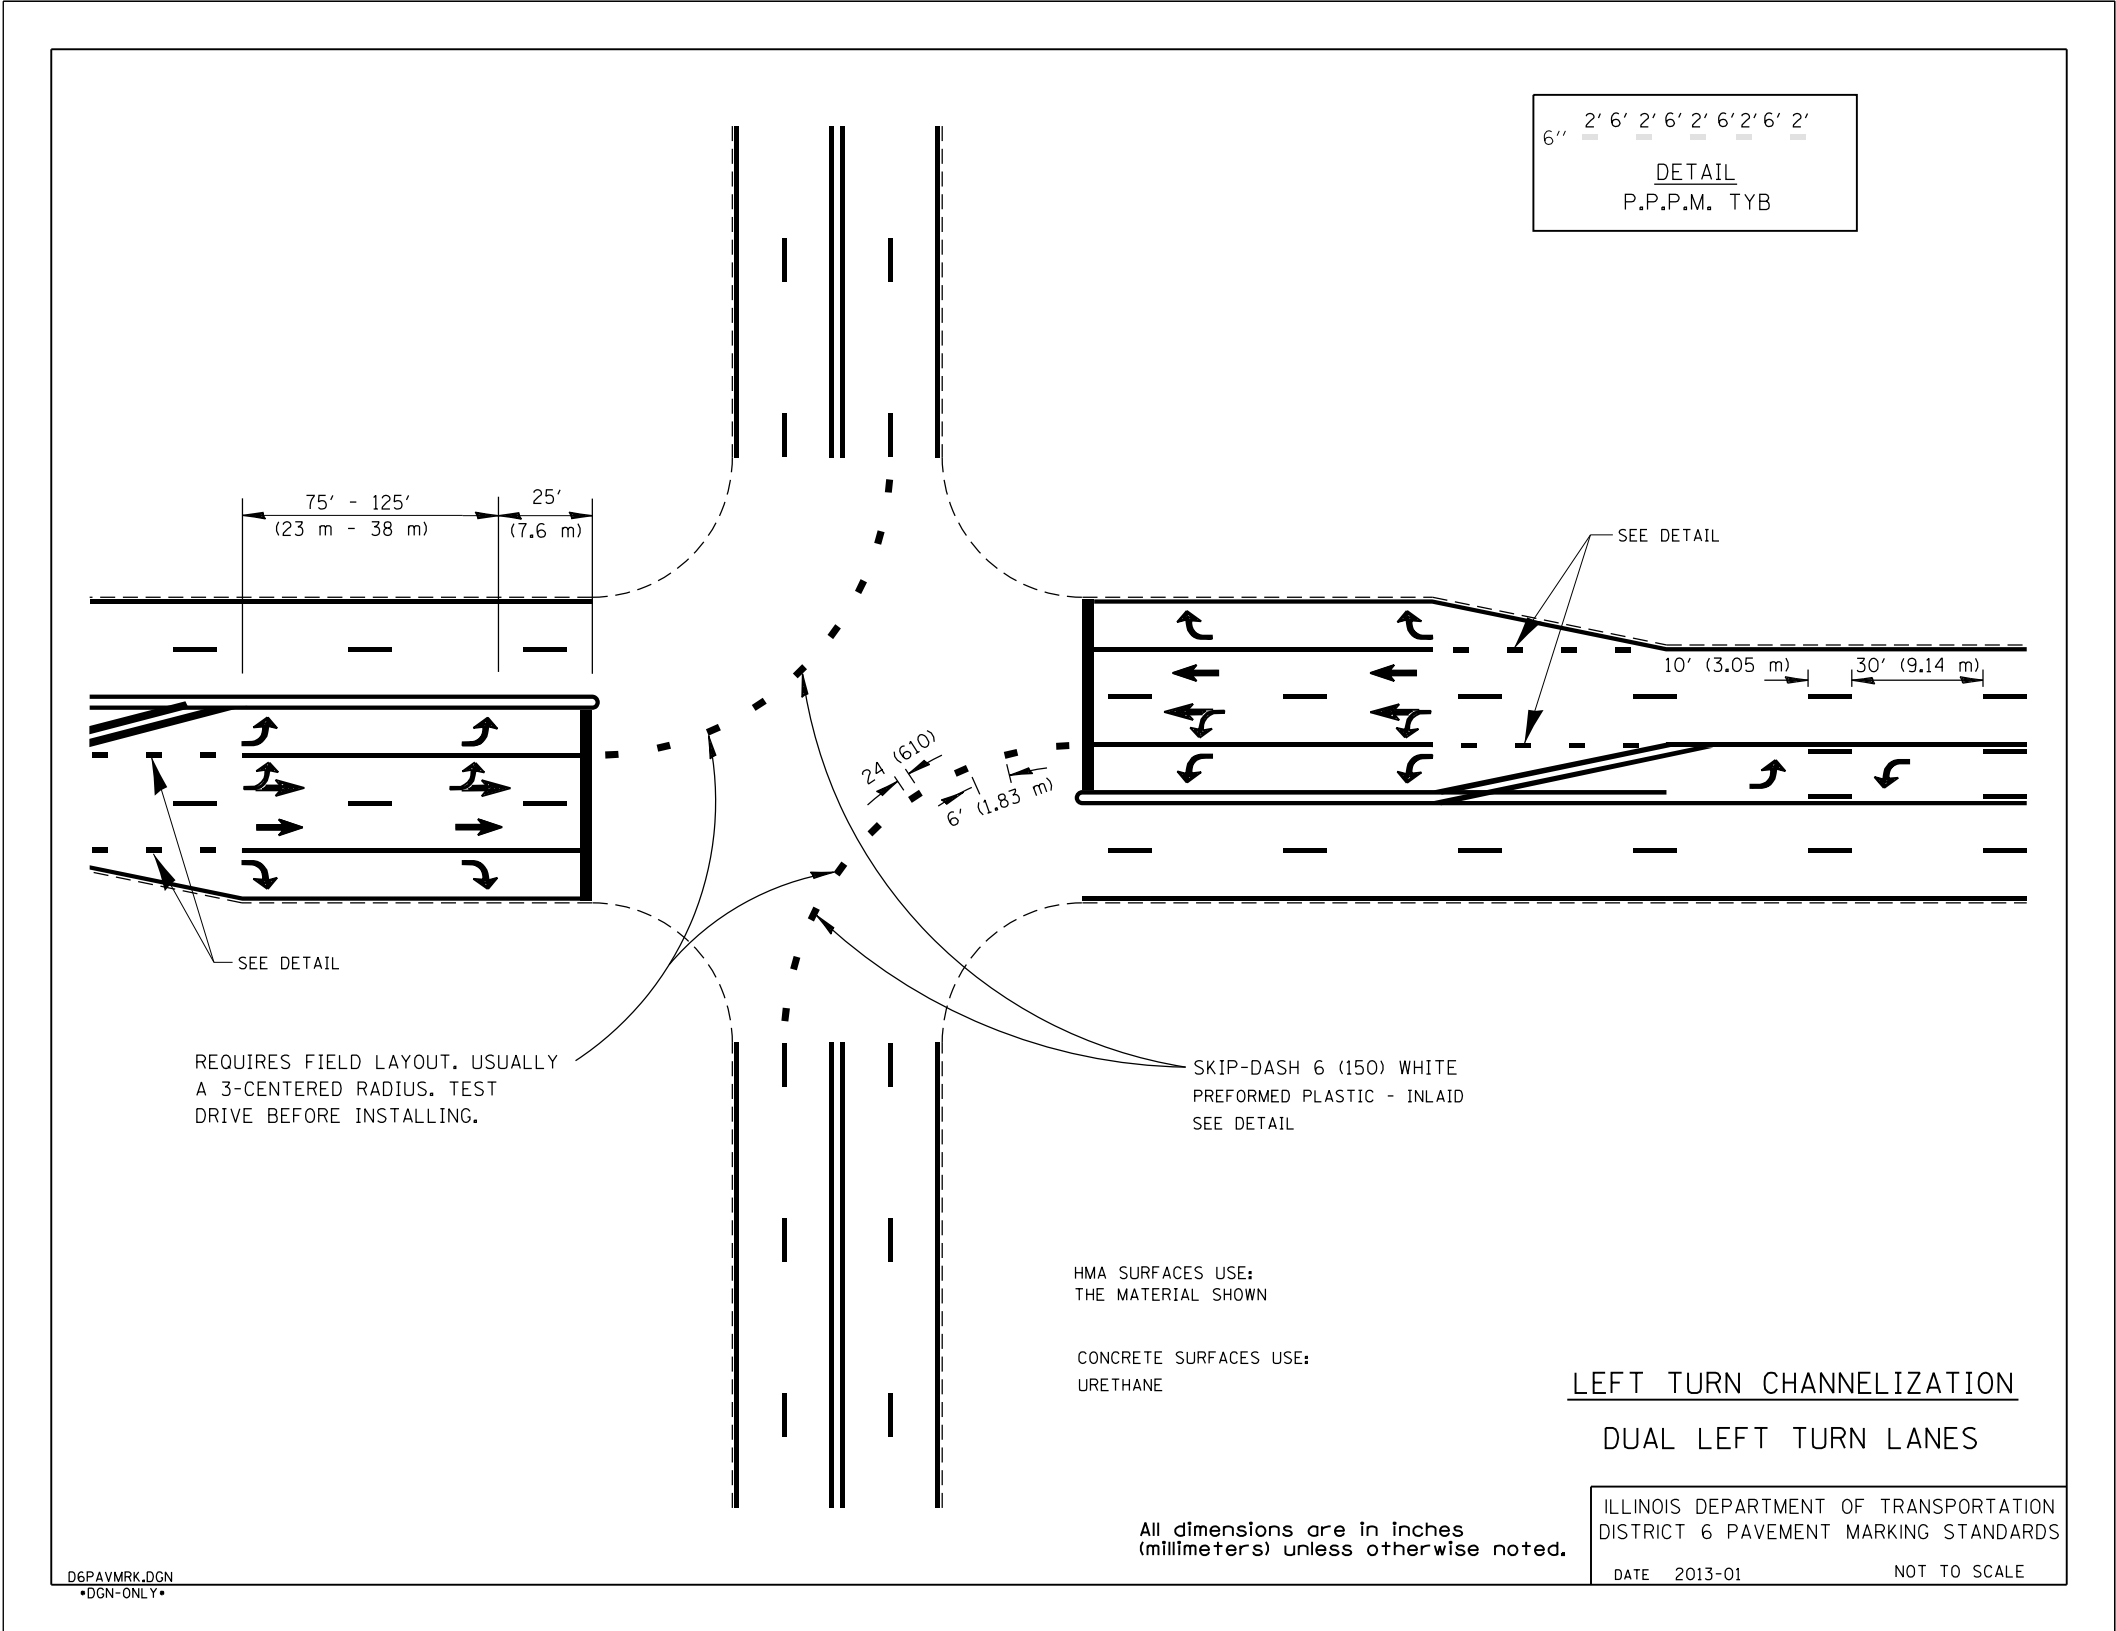 2' 6' 2' 6' 2' 6' 2' 6' 2'
6''
DETAIL
P.P.P.M. TYB
75' - 125'
(23 m - 38 m)
25'
(7.6 m)
SEE DETAIL
10' (3.05 m)
30' (9.14 m)
24 (610)
6' (1.83 m)
SEE DETAIL
REQUIRES FIELD LAYOUT. USUALLY
A 3-CENTERED RADIUS. TEST
DRIVE BEFORE INSTALLING.
SKIP-DASH 6 (150) WHITE
PREFORMED PLASTIC - INLAID
SEE DETAIL
HMA SURFACES USE:
THE MATERIAL SHOWN
CONCRETE SURFACES USE:
URETHANE
LEFT TURN CHANNELIZATION
DUAL LEFT TURN LANES
All dimensions are in inches
(millimeters) unless otherwise noted.
ILLINOIS DEPARTMENT OF TRANSPORTATION
DISTRICT 6 PAVEMENT MARKING STANDARDS
DATE 2013-01
NOT TO SCALE
D6PAVMRK.DGN
•DGN-ONLY•